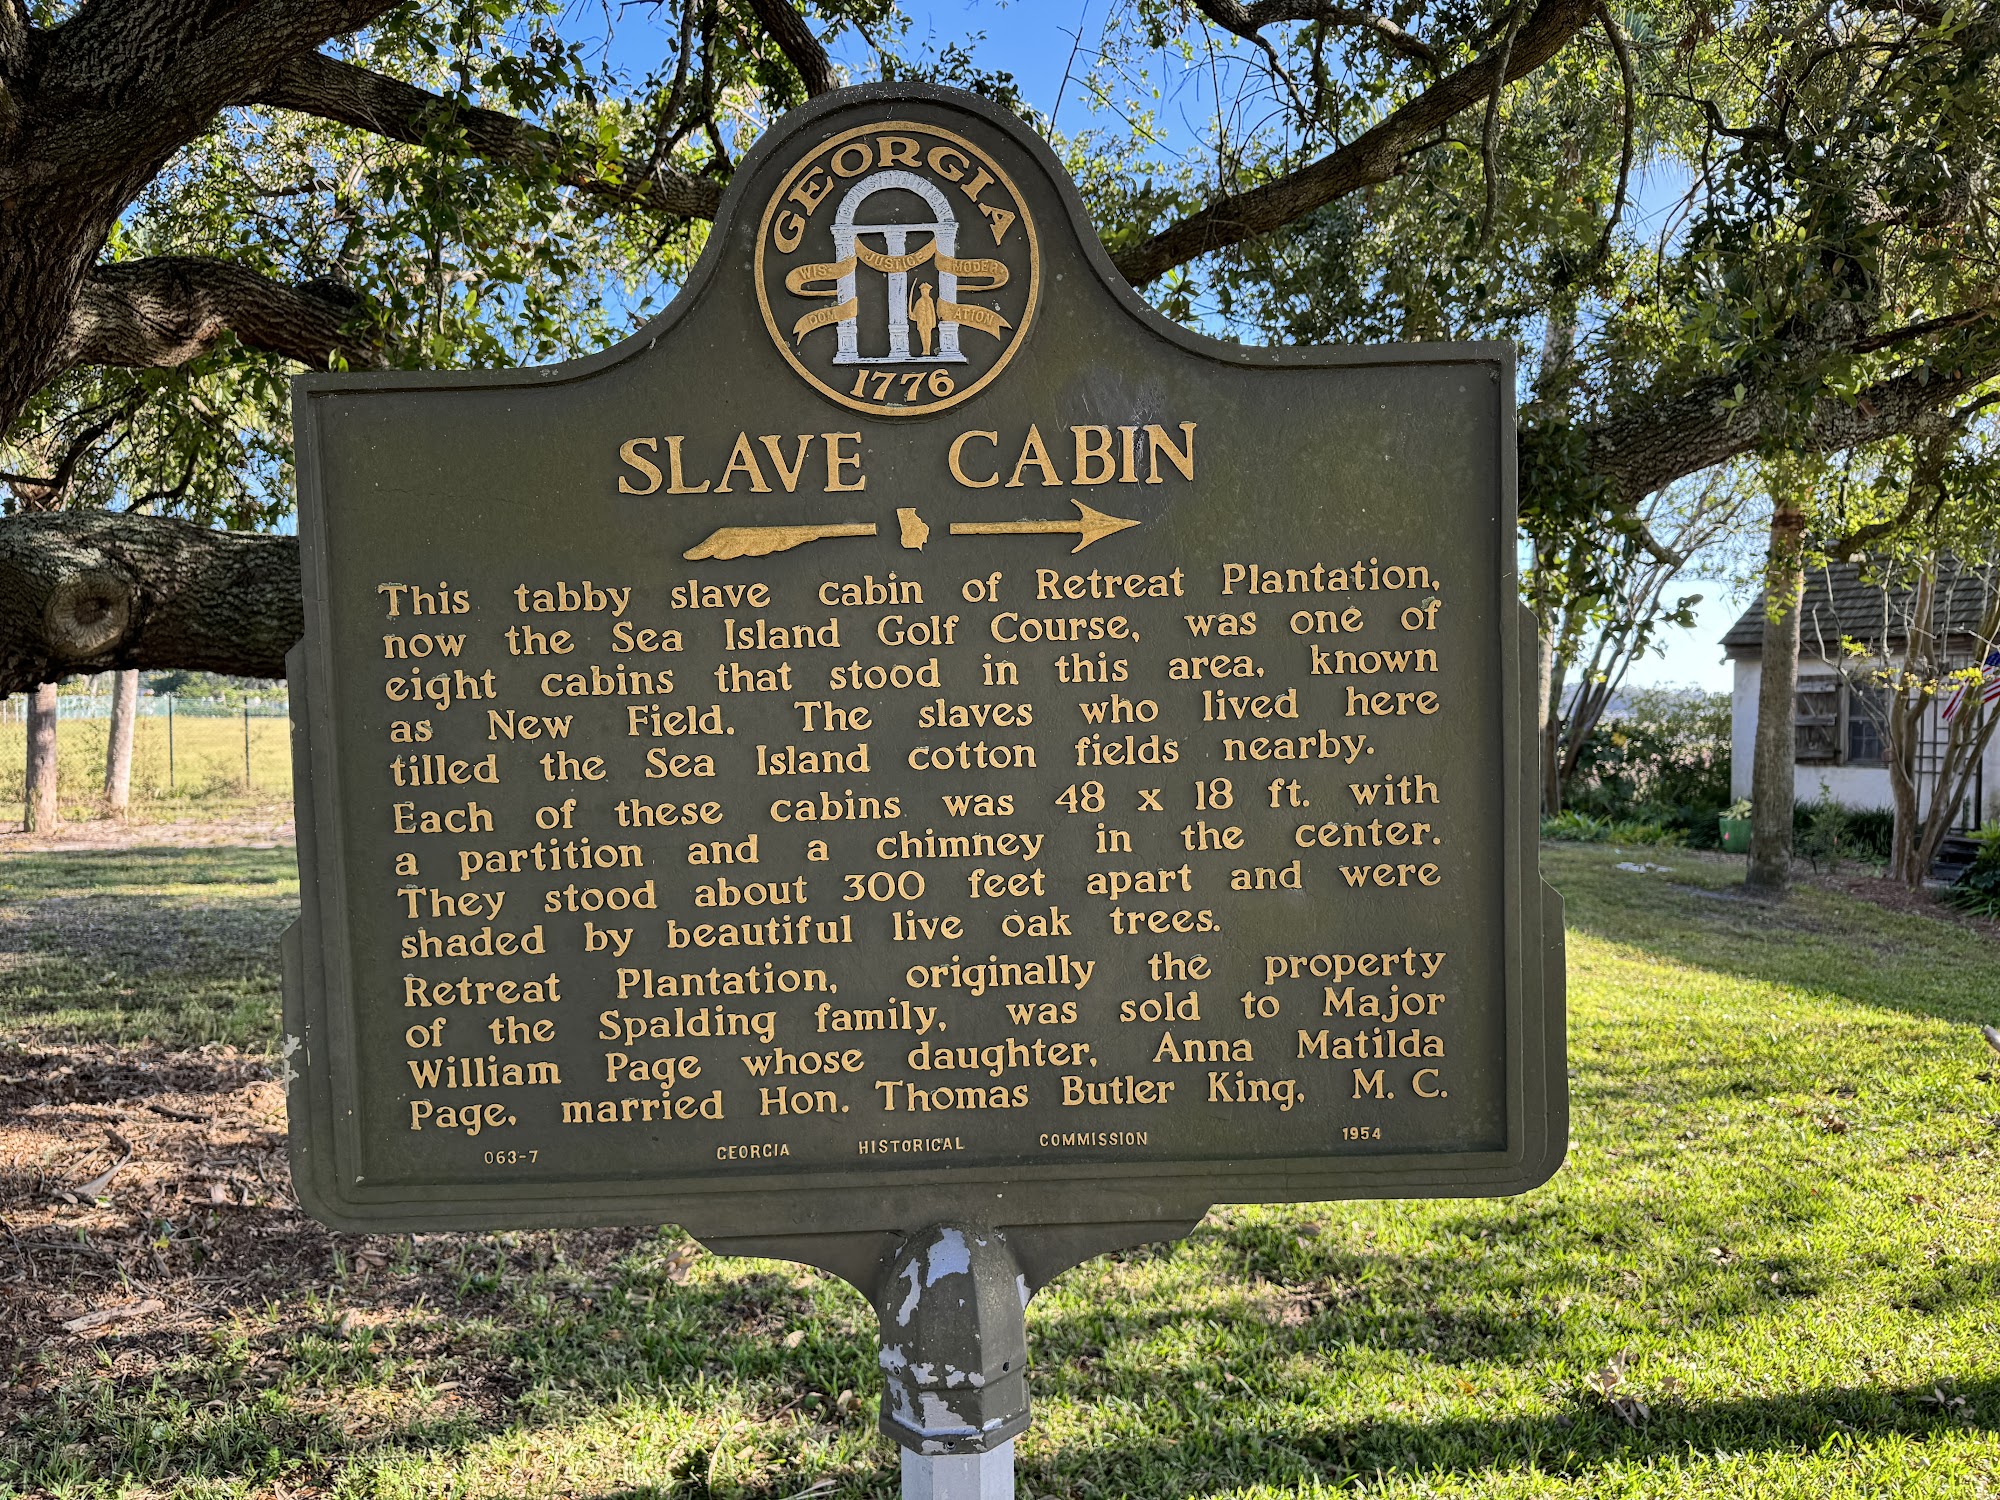 GEORGIA
CONSTITUTION
WIS- JUSTICE MODER-
DOM ATION
1776
SLAVE CABIN
This tabby slave cabin of Retreat Plantation,
now the Sea Island Golf Course, was one of
eight cabins that stood in this area, known
as New Field. The slaves who lived here
tilled the Sea Island cotton fields nearby.
Each of these cabins was 48 x 18 ft. with
a partition and a chimney in the center.
They stood about 300 feet apart and were
shaded by beautiful live oak trees.
Retreat Plantation, originally the property
of the Spalding family, was sold to Major
William Page whose daughter, Anna Matilda
Page, married Hon. Thomas Butler King, M. C.
063-7 GEORGIA HISTORICAL COMMISSION 1954